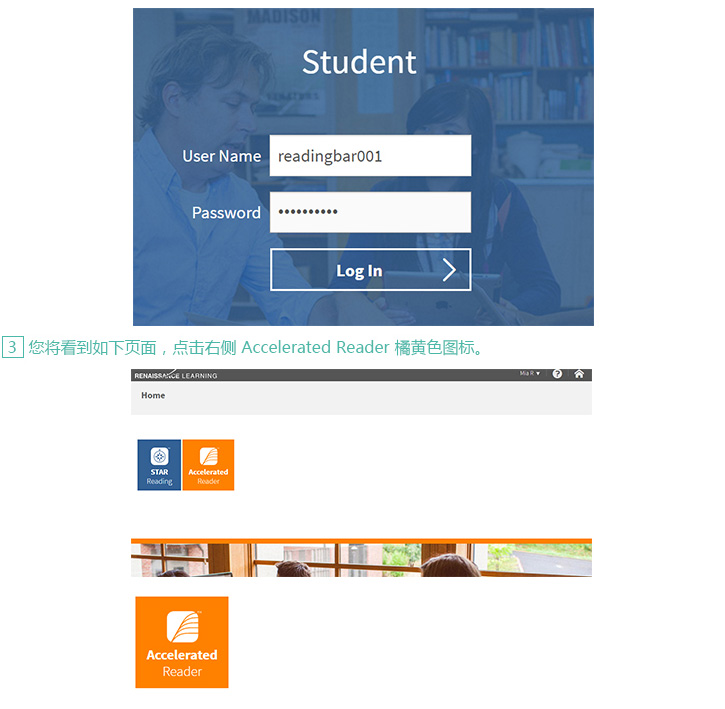 MADISON
Student
User Name
readingbar001
Password
••••••••••
Log In
3 您将看到如下页面，点击右侧 Accelerated Reader 橘黄色图标。
RENAISSANCE LEARNING
Mia R ▾
?
Home
STAR
Reading
Accelerated
Reader
Accelerated
Reader